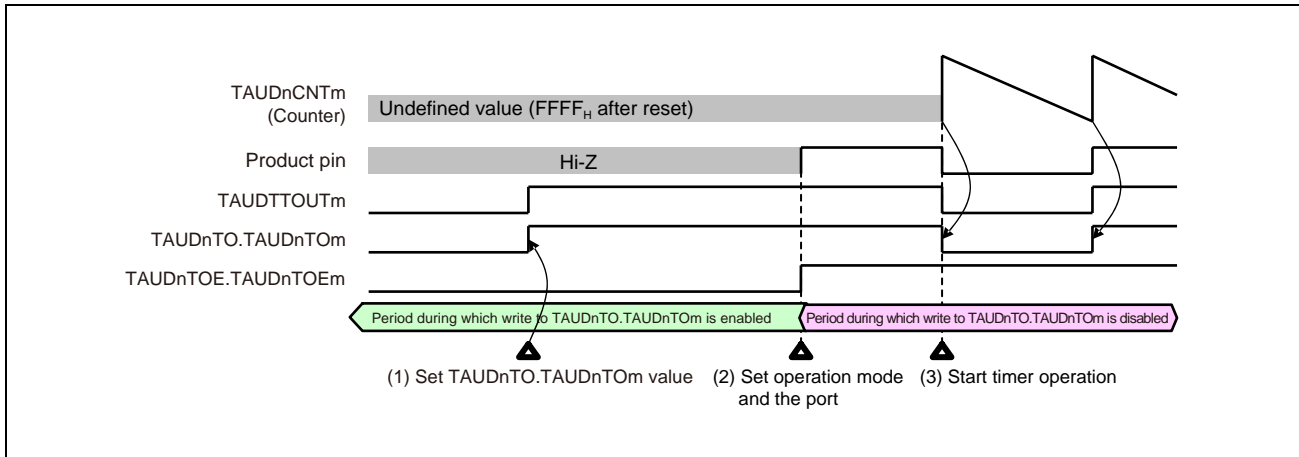 TAUDnCNTm
(Counter)
Undefined value (FFFFH after reset)
Product pin
Hi-Z
TAUDTTOUTm
TAUDnTO.TAUDnTOm
TAUDnTOE.TAUDnTOEm
Period during which write to TAUDnTO.TAUDnTOm is enabled
Period during which write to TAUDnTO.TAUDnTOm is disabled
(1) Set TAUDnTO.TAUDnTOm value
(2) Set operation mode
and the port
(3) Start timer operation